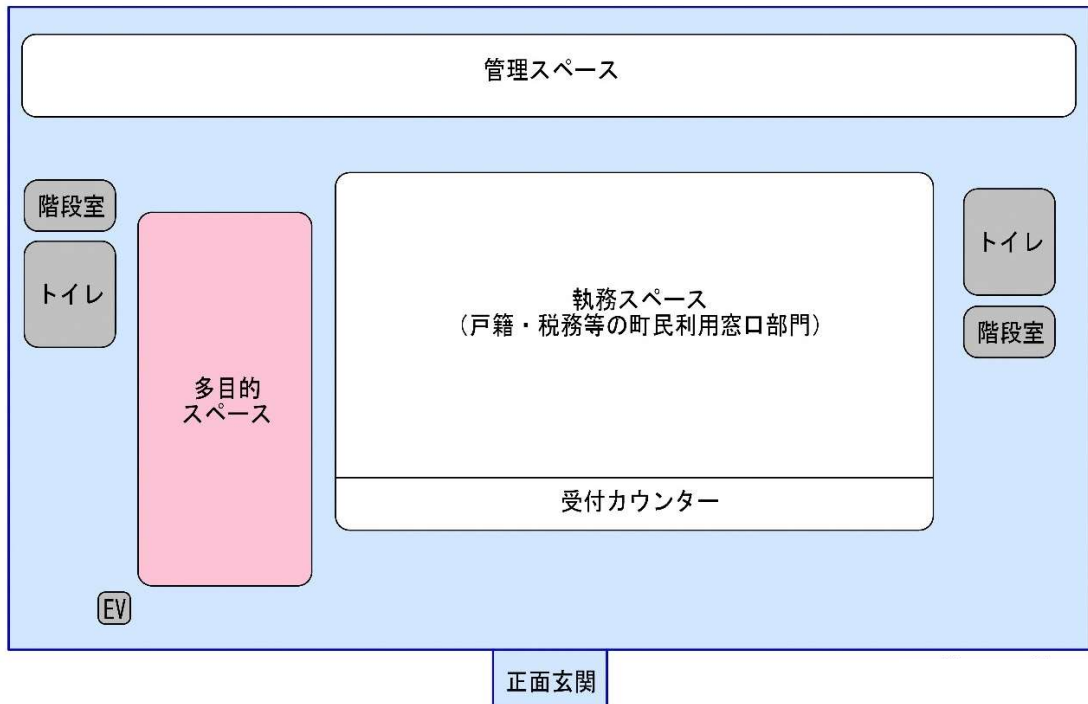 管理スペース
階段室
トイレ
多目的
スペース
執務スペース
(戸籍・税務等の町民利用窓口部門)
受付カウンター
トイレ
階段室
EV
正面玄関